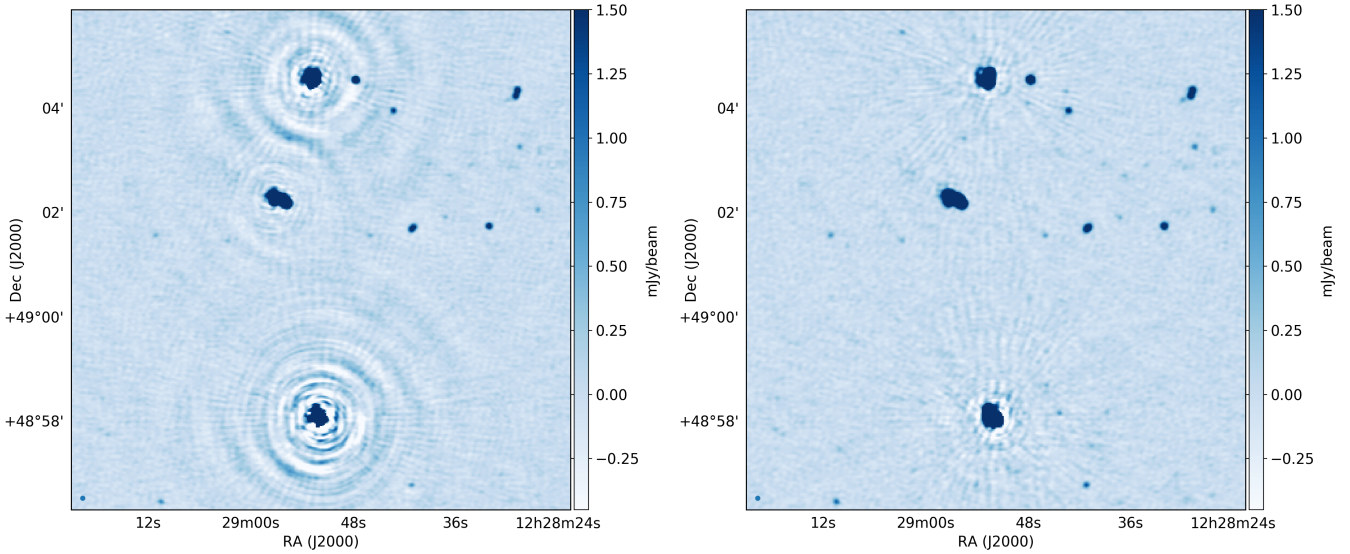 1.50
1.25
04'
1.00
0.75
02'
Dec (J2000)
mJy/beam
0.50
+49°00'
0.25
0.00
+48°58'
−0.25
12s
29m00s
48s
36s
12h28m24s
RA (J2000)
1.50
1.25
04'
1.00
0.75
02'
Dec (J2000)
mJy/beam
0.50
+49°00'
0.25
0.00
+48°58'
−0.25
12s
29m00s
48s
36s
12h28m24s
RA (J2000)